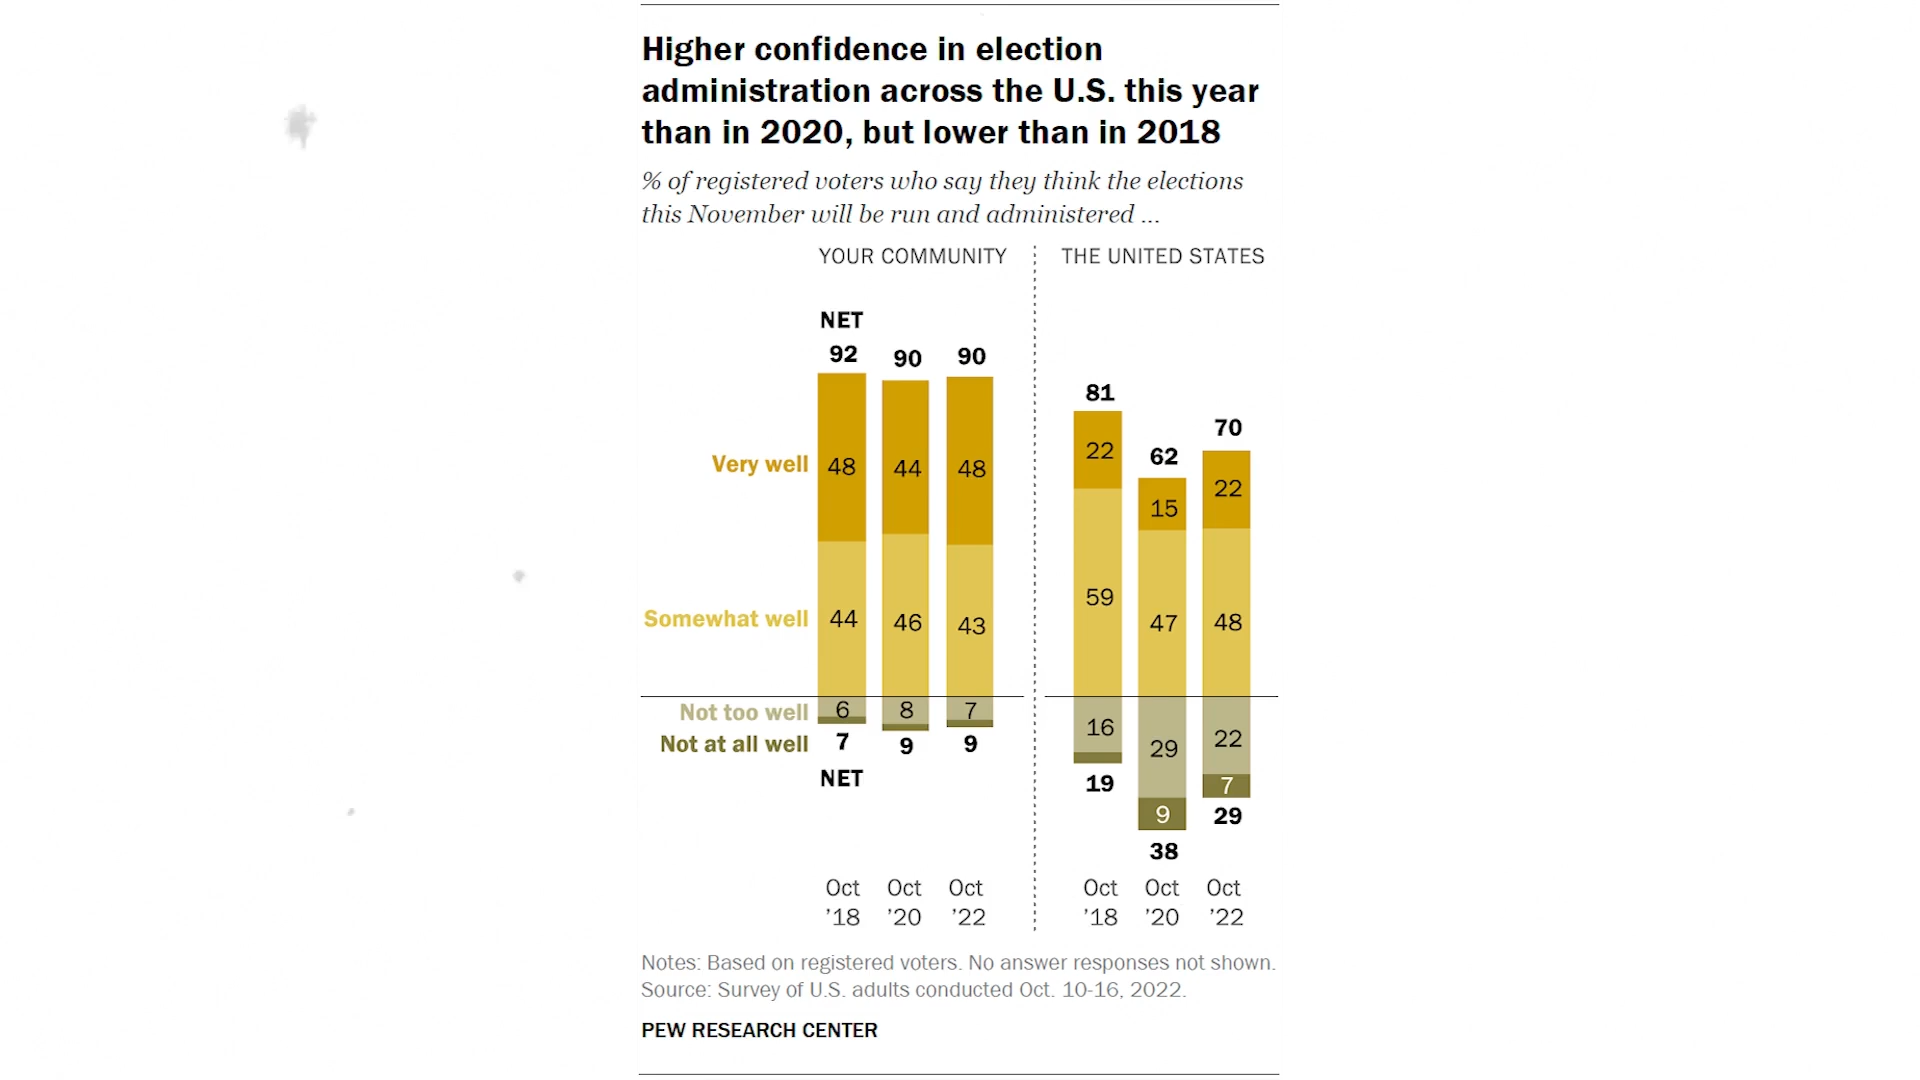 Higher confidence in election
administration across the U.S. this year
than in 2020, but lower than in 2018
% of registered voters who say they think the elections
this November will be run and administered ...
YOUR COMMUNITY THE UNITED STATES
NET
92 90 90
81 62 70
Very well 48 44 48 22 15 22
Somewhat well 44 46 43 59 47 48
Not too well 6 8 7 16 29 22
Not at all well 9 7
7 9 9 19 38 29
NET
Oct Oct Oct Oct Oct Oct
’18 ’20 ’22 ’18 ’20 ’22
Notes: Based on registered voters. No answer responses not shown.
Source: Survey of U.S. adults conducted Oct. 10-16, 2022.
PEW RESEARCH CENTER